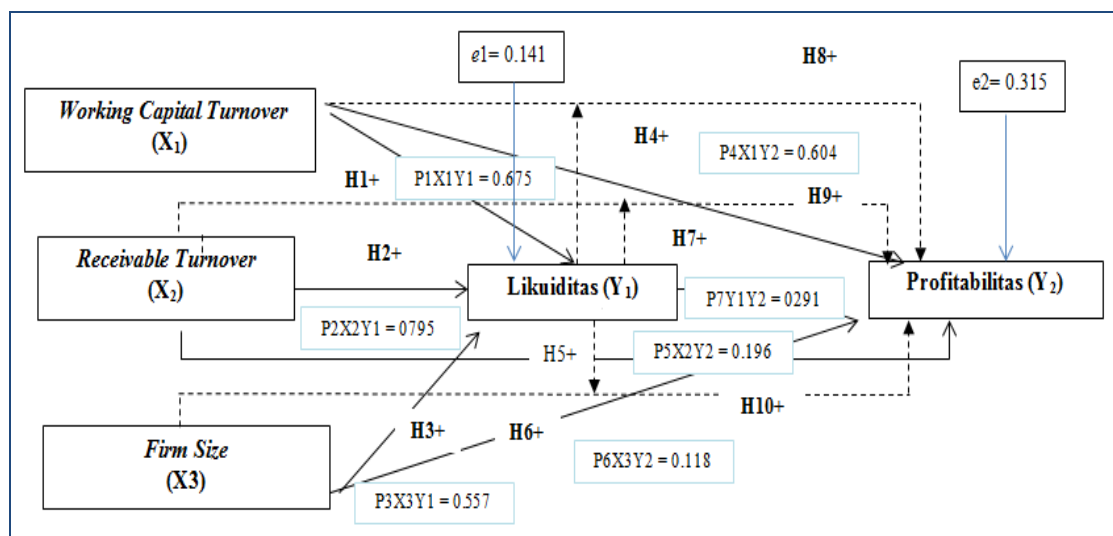 e1= 0.141
H8+
e2= 0.315
Working Capital Turnover
(X₁)
H4+
P4X1Y2 = 0.604
H1+
P1X1Y1 = 0.675
H9+
Receivable Turnover
(X₂)
H2+
H7+
Likuiditas (Y₁)
Profitabilitas (Y₂)
P7Y1Y2 = 0291
P2X2Y1 = 0795
H5+
P5X2Y2 = 0.196
H10+
Firm Size
(X3)
H3+
H6+
P6X3Y2 = 0.118
P3X3Y1 = 0.557